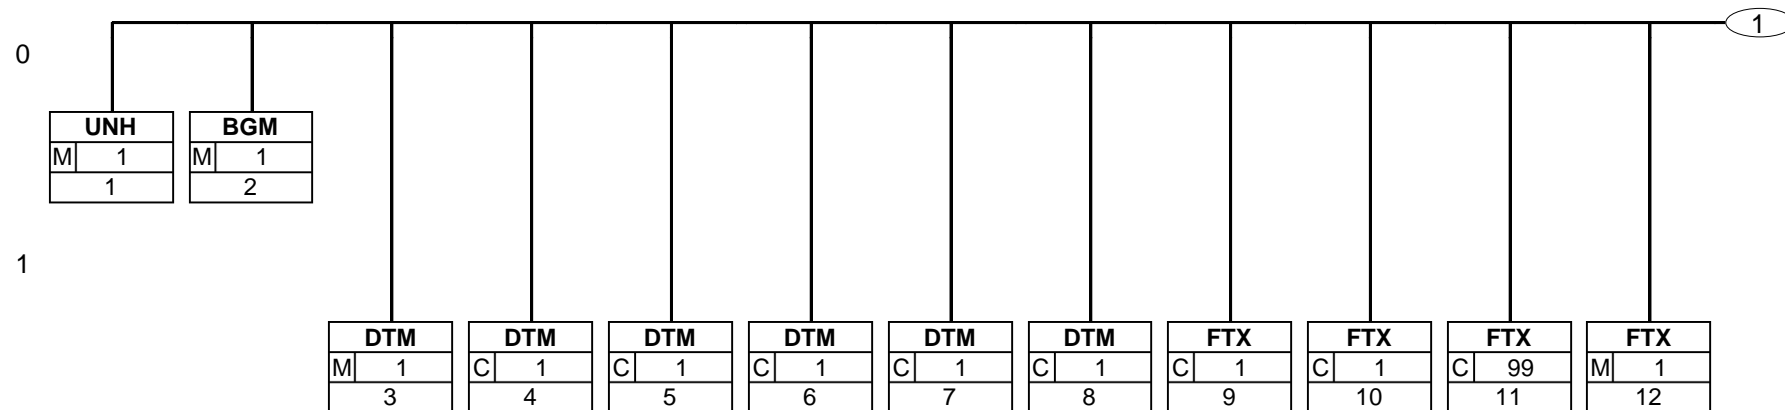 1
0
UNH BGM
M 1 M 1
1 2
1
DTM DTM DTM DTM DTM DTM FTX FTX FTX FTX
M 1 C 1 C 1 C 1 C 1 C 1 C 1 C 1 C 99 M 1
3 4 5 6 7 8 9 10 11 12